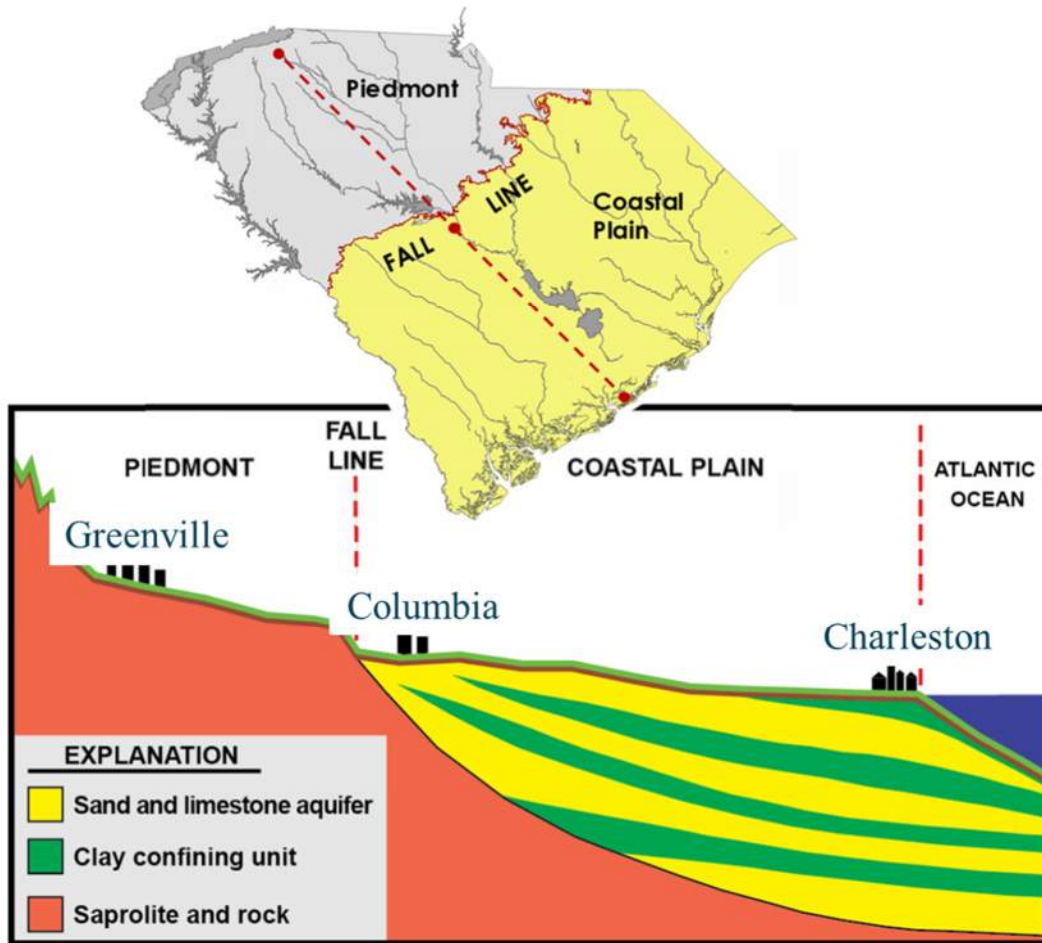 Piedmont
FALL LINE
Coastal
Plain
PIEDMONT
FALL
LINE
COASTAL PLAIN
ATLANTIC
OCEAN
Greenville
Columbia
Charleston
EXPLANATION
Sand and limestone aquifer
Clay confining unit
Saprolite and rock